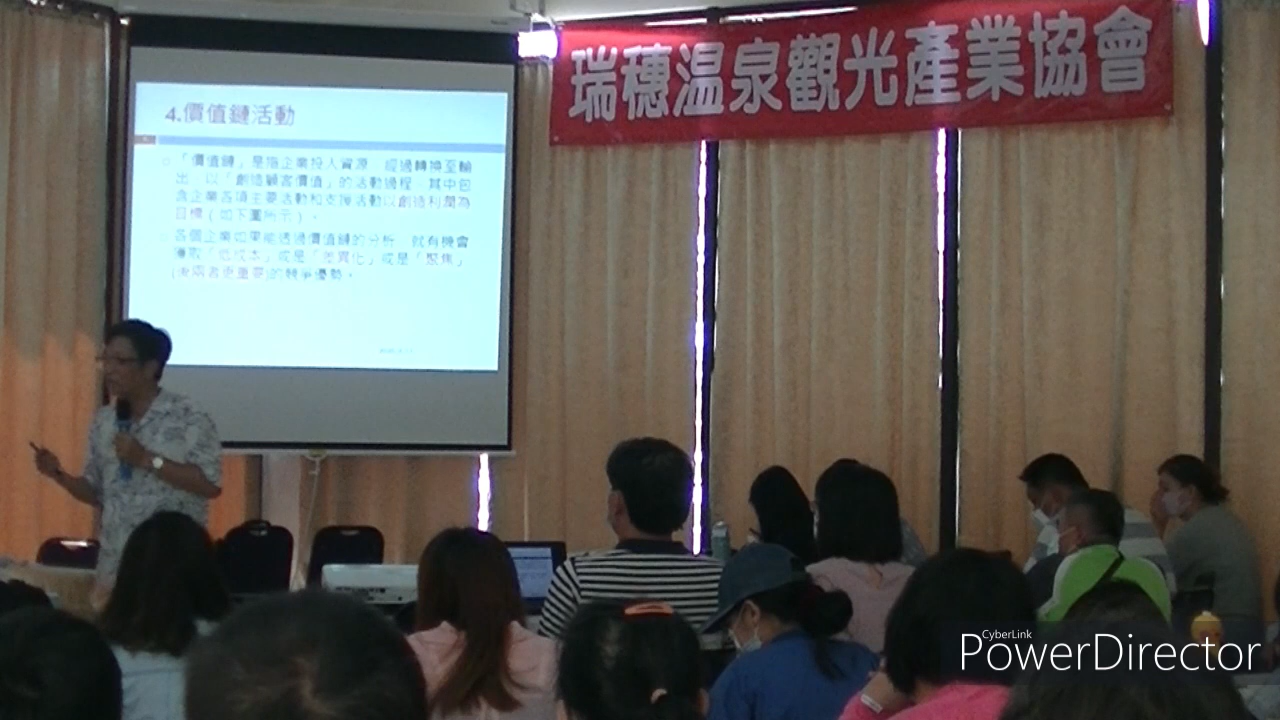 瑞穗温泉觀光產業協會
4.價值鏈活動
「價值鏈」是指企業投入資源，經過轉換至輸
出，以「創造顧客價值」的活動過程，其中包
含企業各項主要活動和支援活動以創造利潤為
目標（如下圖所示）。
各個企業如果能透過價值鏈的分析，就有機會
獲取「低成本」或是「差異化」或是「聚焦」
(後兩者更重要)的競爭優勢。
CyberLink
PowerDirector